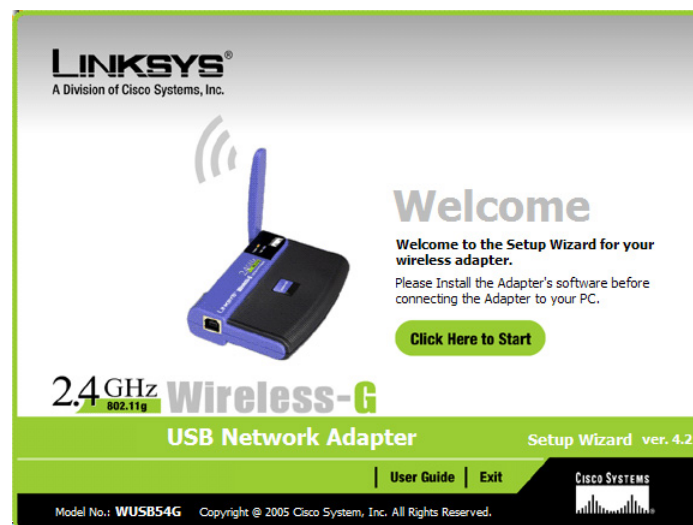 LINKSYS®
A Division of Cisco Systems, Inc.
Welcome
Welcome to the Setup Wizard for your
wireless adapter.
Please Install the Adapter's software before
connecting the Adapter to your PC.
Click Here to Start
2.4GHz
802.11g
Wireless-G
USB Network Adapter
Setup Wizard ver. 4.2
User Guide | Exit
CISCO SYSTEMS
Model No.: WUSB54G Copyright @ 2005 Cisco System, Inc. All Rights Reserved.